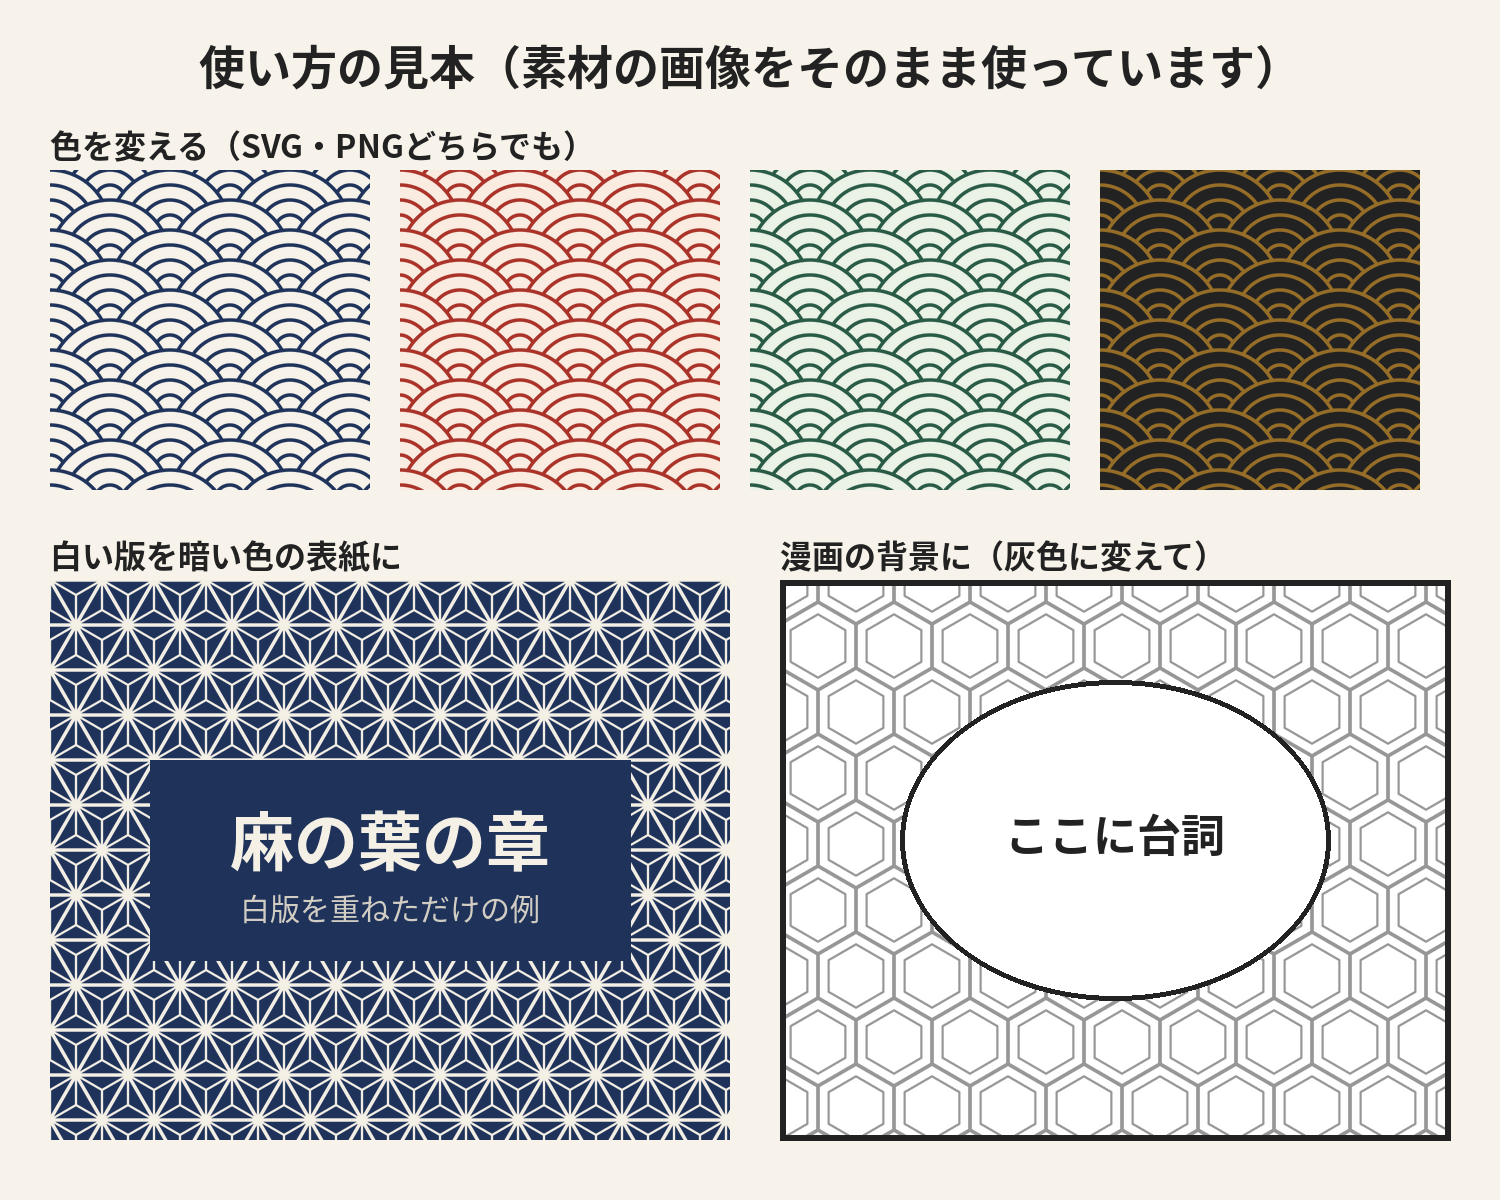 使い方の見本（素材の画像をそのまま使っています）
色を変える（SVG・PNGどちらでも）
白い版を暗い色の表紙に
麻の葉の章
白版を重ねただけの例
漫画の背景に（灰色に変えて）
ここに台詞